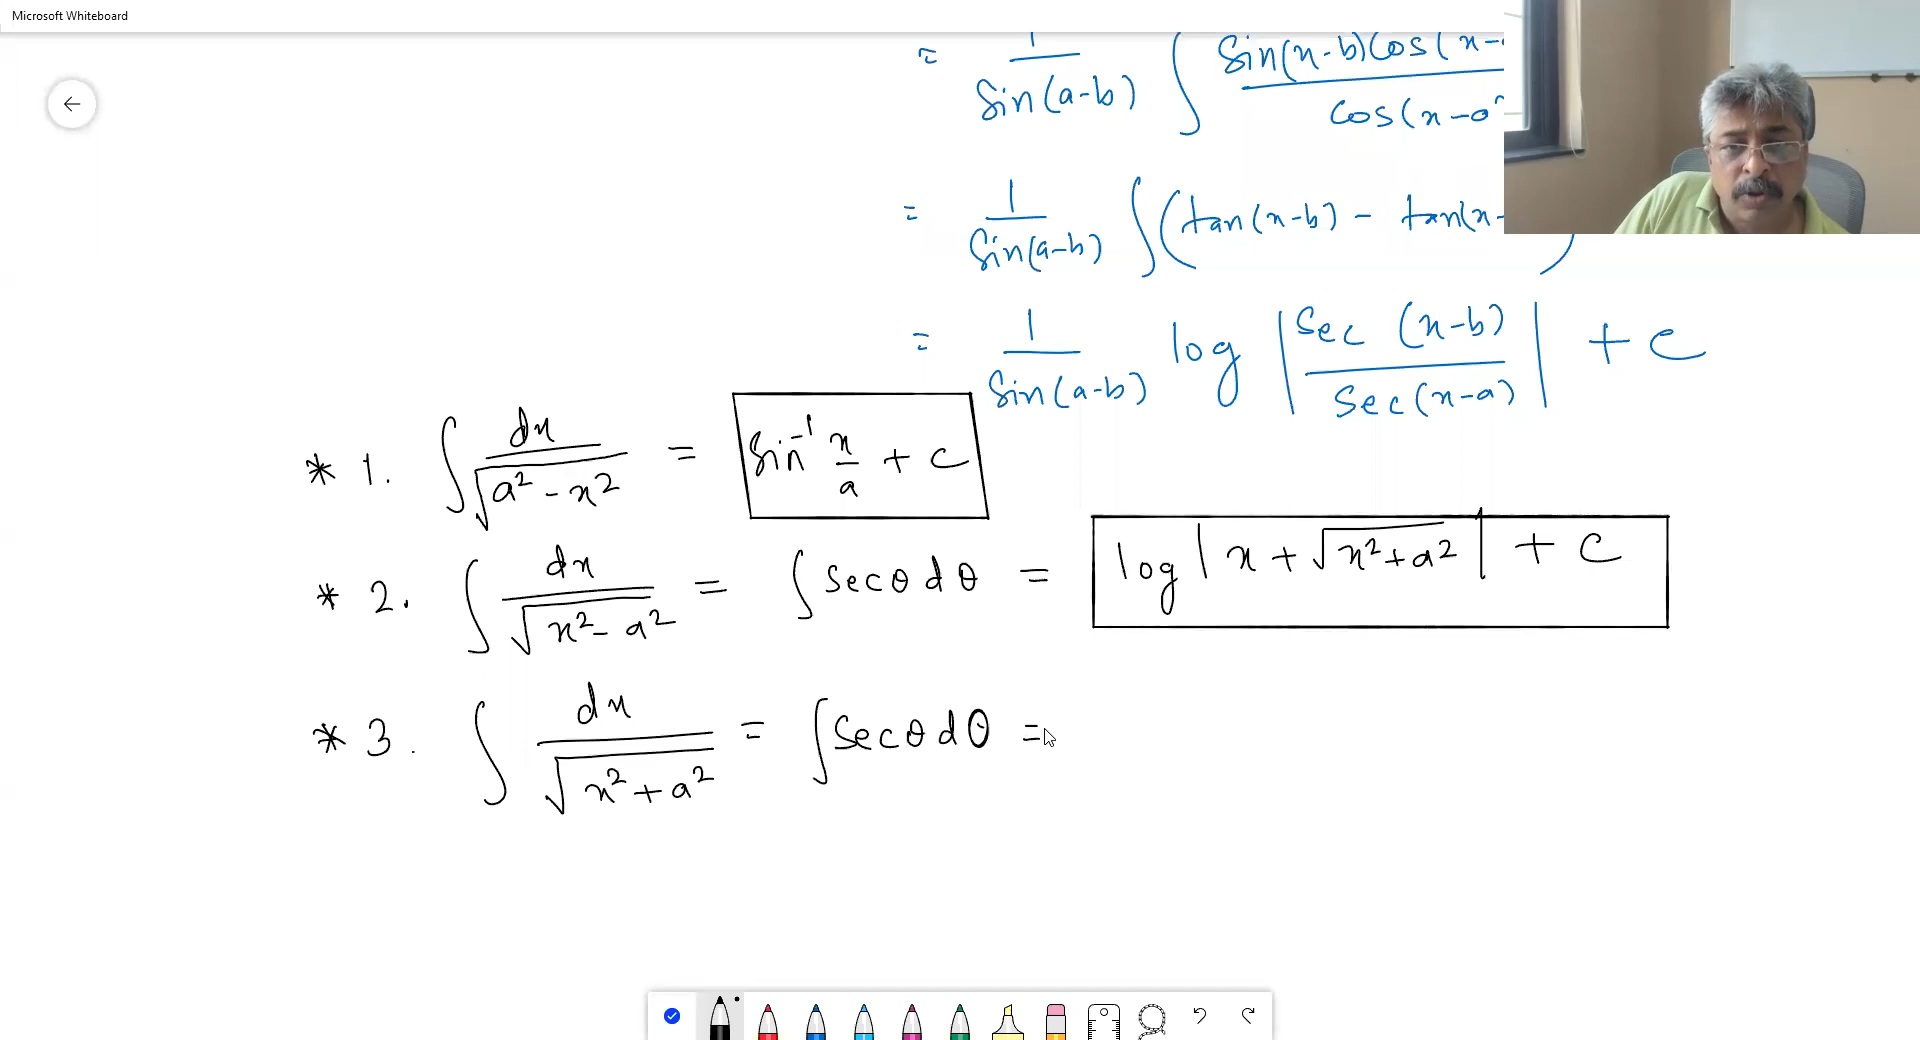 Microsoft Whiteboard
= 1/Sin(a-b) ∫ Sin(x-b)Cos(x-/Cos(x-a
= 1/Sin(a-b) ∫(tan(x-b) - tan(x-)
= 1/Sin(a-b) log |Sec (x-b)/Sec(x-a)| + c
* 1. ∫ dx/√(a² - x²) = Sin⁻¹ x/a + c
* 2. ∫ dx/√(x² - a²) = ∫ Secθ dθ = log | x + √(x² + a²) | + c
* 3. ∫ dx/√(x² + a²) = ∫ Secθ dθ =